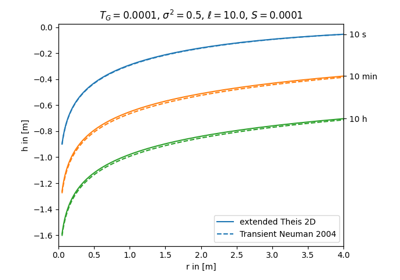 T_G = 0.0001, σ² = 0.5, ℓ = 10.0, S = 0.0001
0.0
−0.2
−0.4
−0.6
−0.8
−1.0
−1.2
−1.4
−1.6
h in [m]
10 s
10 min
10 h
extended Theis 2D
Transient Neuman 2004
0.0 0.5 1.0 1.5 2.0 2.5 3.0 3.5 4.0
r in [m]